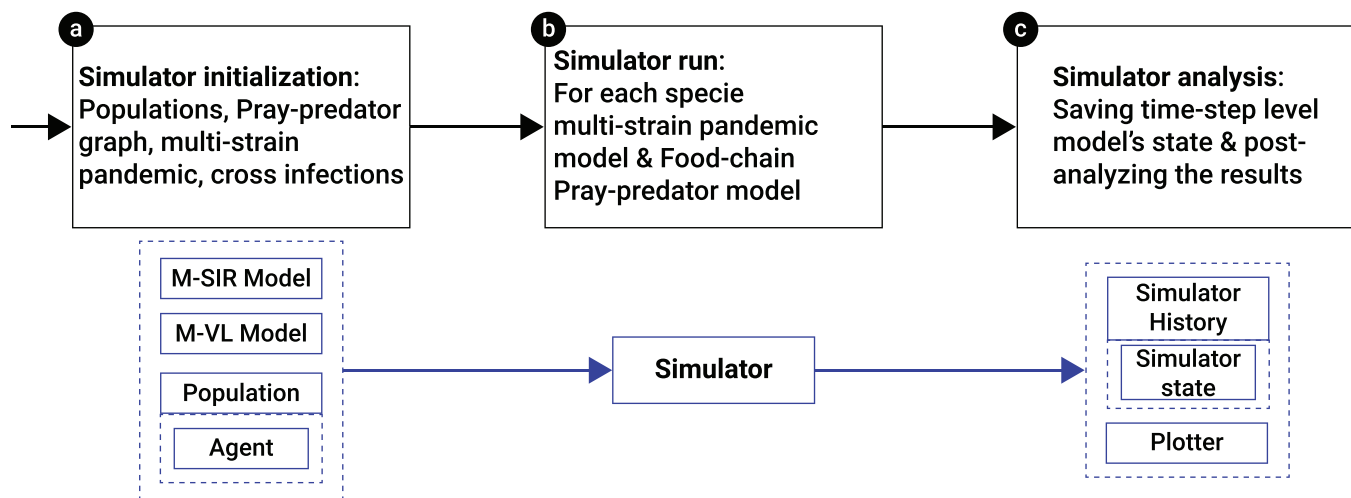 a
Simulator initialization:
Populations, Pray-predator
graph, multi-strain
pandemic, cross infections
b
Simulator run:
For each specie
multi-strain pandemic
model & Food-chain
Pray-predator model
c
Simulator analysis:
Saving time-step level
model’s state & post-
analyzing the results
M-SIR Model
M-VL Model
Population
Agent
Simulator
Simulator
History
Simulator
state
Plotter